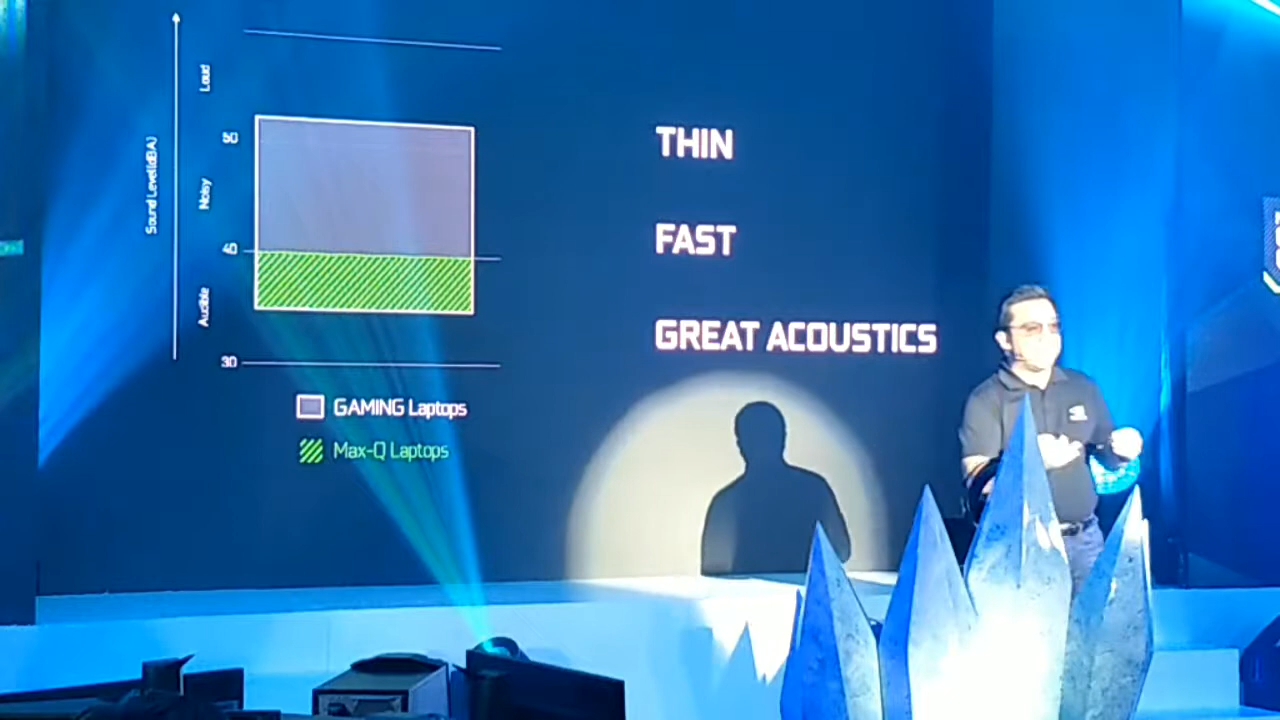 Loud
50
Sound Level(dBA)
Noisy
40
Audible
30
GAMING Laptops
Max-Q Laptops
THIN
FAST
GREAT ACOUSTICS